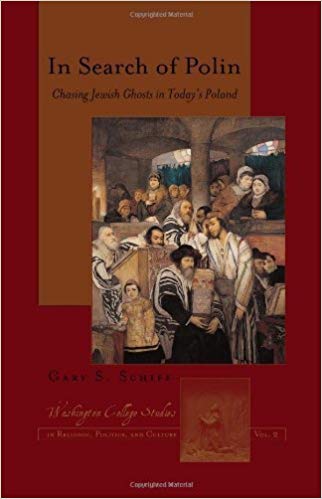 In Search of Polin
Chasing Jewish Ghosts in Today's Poland
Gary S. Schiff
Washington College Studies
in Religion, Politics, and Culture
Vol. 2